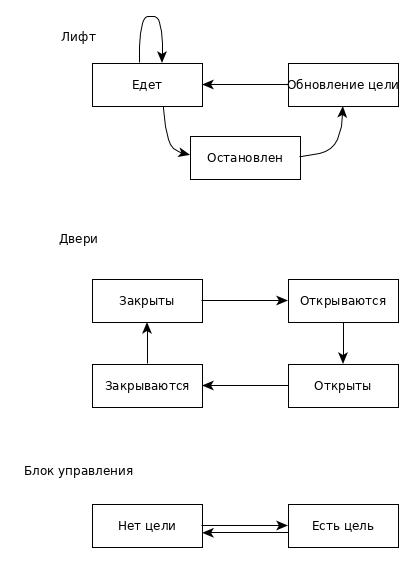 Лифт
Едет
Обновление цели
Остановлен
Двери
Закрыты
Открываются
Закрываются
Открыты
Блок управления
Нет цели
Есть цель